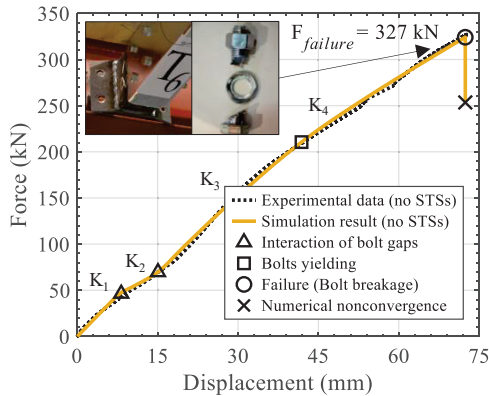 350
300
250
200
150
100
50
0
Force (kN)
F failure = 327 kN
T6
K4
K3
K2
K1
Experimental data (no STSs)
Simulation result (no STSs)
Interaction of bolt gaps
Bolts yielding
Failure (Bolt breakage)
Numerical nonconvergence
0 15 30 45 60 75
Displacement (mm)